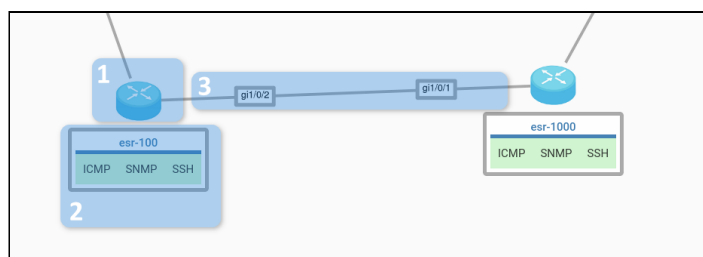 1
3
gi1/0/2
gi1/0/1
esr-100
ICMP SNMP SSH
2
esr-1000
ICMP SNMP SSH